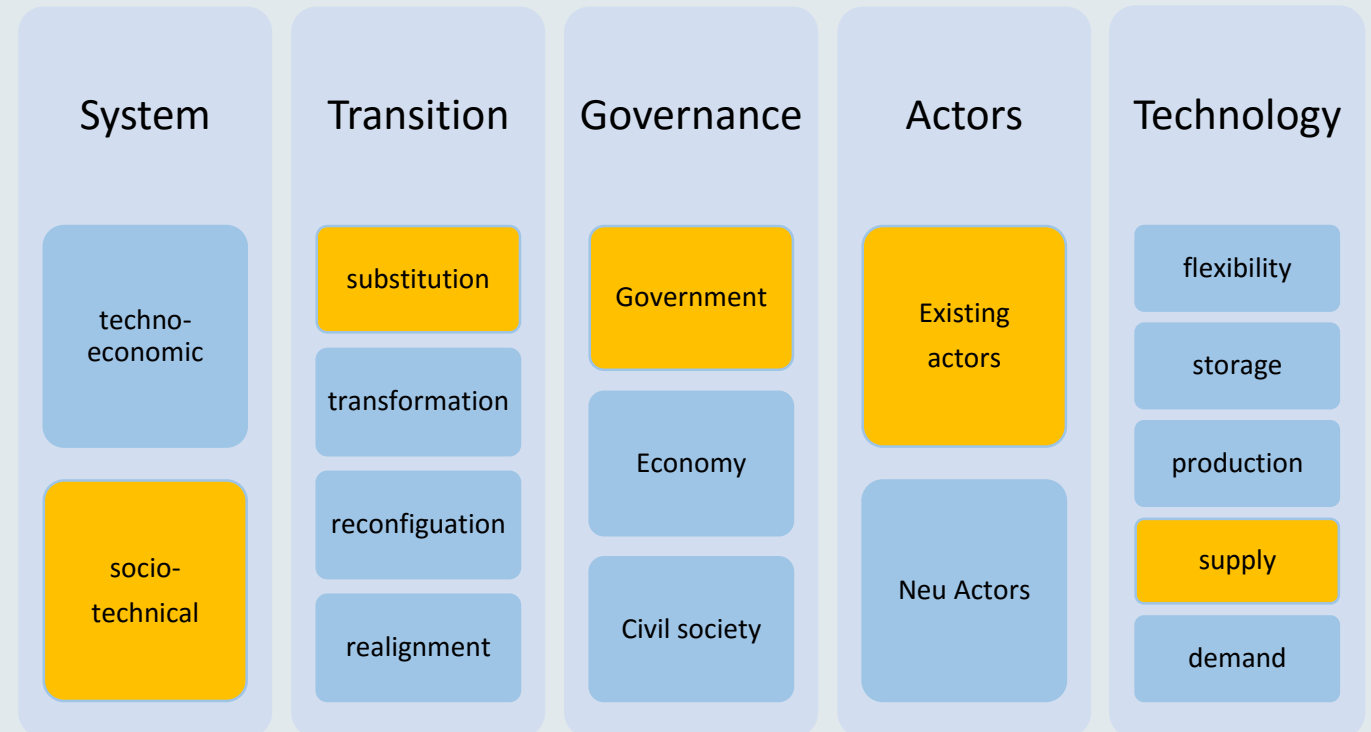 System
techno-
economic
socio-
technical
Transition
substitution
transformation
reconfiguation
realignment
Governance
Government
Economy
Civil society
Actors
Existing
actors
Neu Actors
Technology
flexibility
storage
production
supply
demand